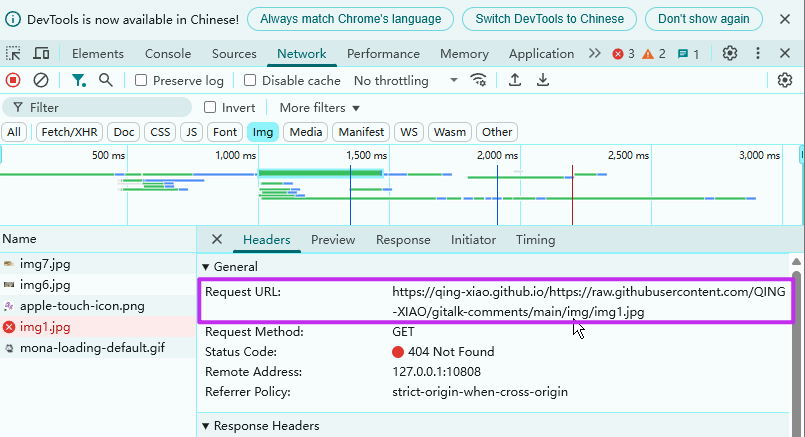 DevTools is now available in Chinese! Always match Chrome's language Switch DevTools to Chinese Don't show again
Elements Console Sources Network Performance Memory Application 3 2 1
Preserve log Disable cache No throttling
Filter Invert More filters
All Fetch/XHR Doc CSS JS Font Img Media Manifest WS Wasm Other
500 ms 1,000 ms 1,500 ms 2,000 ms 2,500 ms 3,000 ms
Name
img7.jpg
img6.jpg
apple-touch-icon.png
img1.jpg
mona-loading-default.gif
Headers Preview Response Initiator Timing
General
Request URL: https://qing-xiao.github.io/https://raw.githubusercontent.com/QING
-XIAO/gitalk-comments/main/img/img1.jpg
Request Method: GET
Status Code: 404 Not Found
Remote Address: 127.0.0.1:10808
Referrer Policy: strict-origin-when-cross-origin
Response Headers